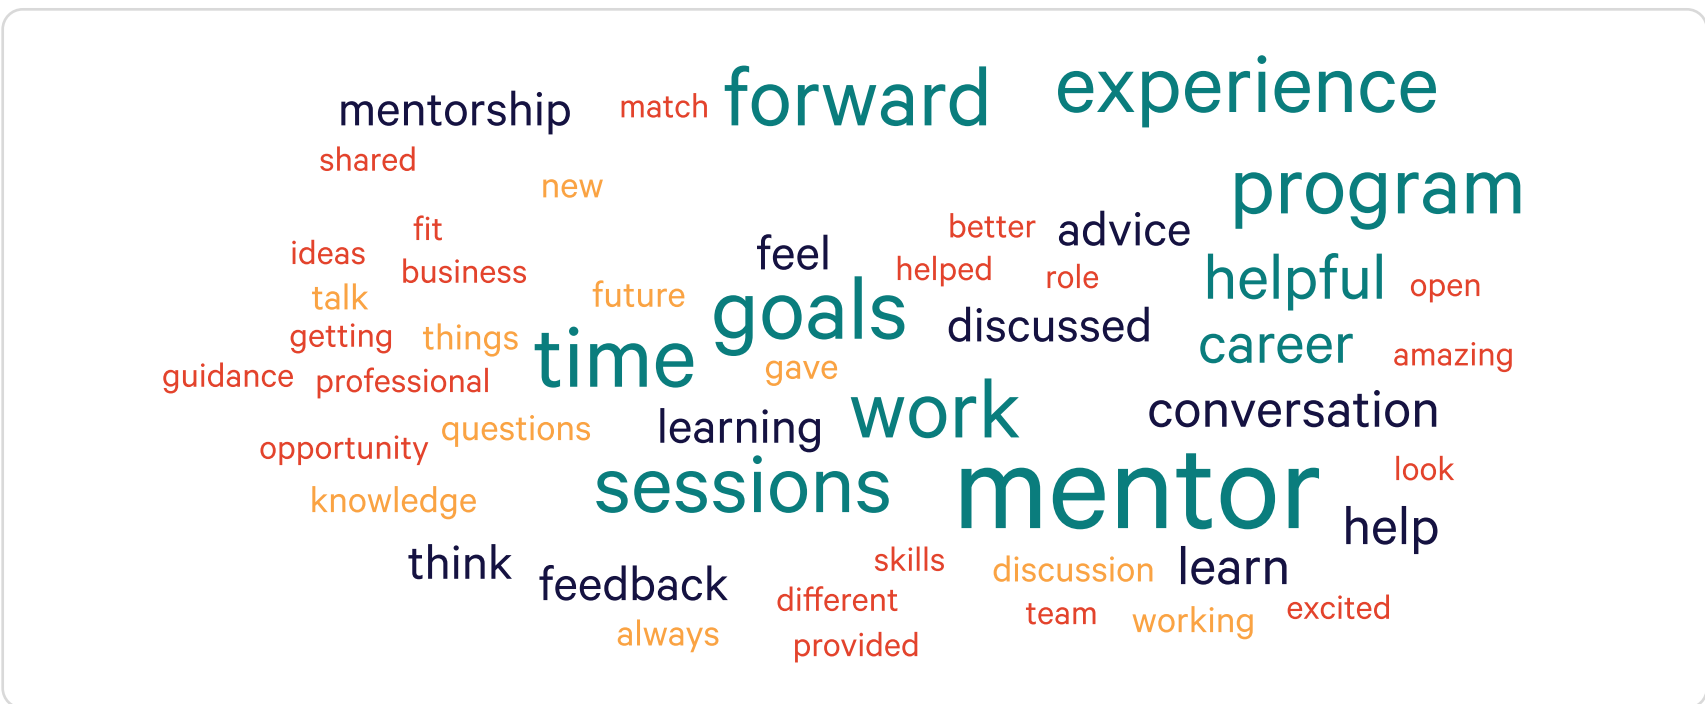 experience
mentorship match forward
shared
new program
fit better advice
ideas feel
business helped role helpful open
talk future goals
getting things time discussed career amazing
guidance professional gave
questions learning work conversation
opportunity
knowledge sessions mentor look
help
think feedback skills discussion learn
different team working excited
always provided